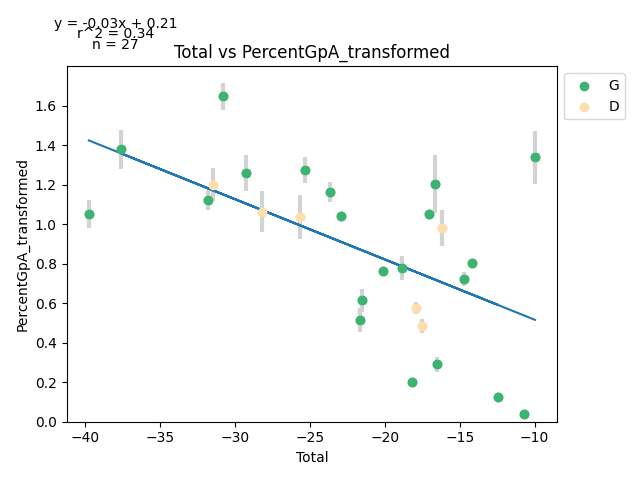 y = -0.03x + 0.21
r^2 = 0.34
n = 27
Total vs PercentGpA_transformed
G
D
PercentGpA_transformed
1.6
1.4
1.2
1.0
0.8
0.6
0.4
0.2
0.0
−40 −35 −30 −25 −20 −15 −10
Total